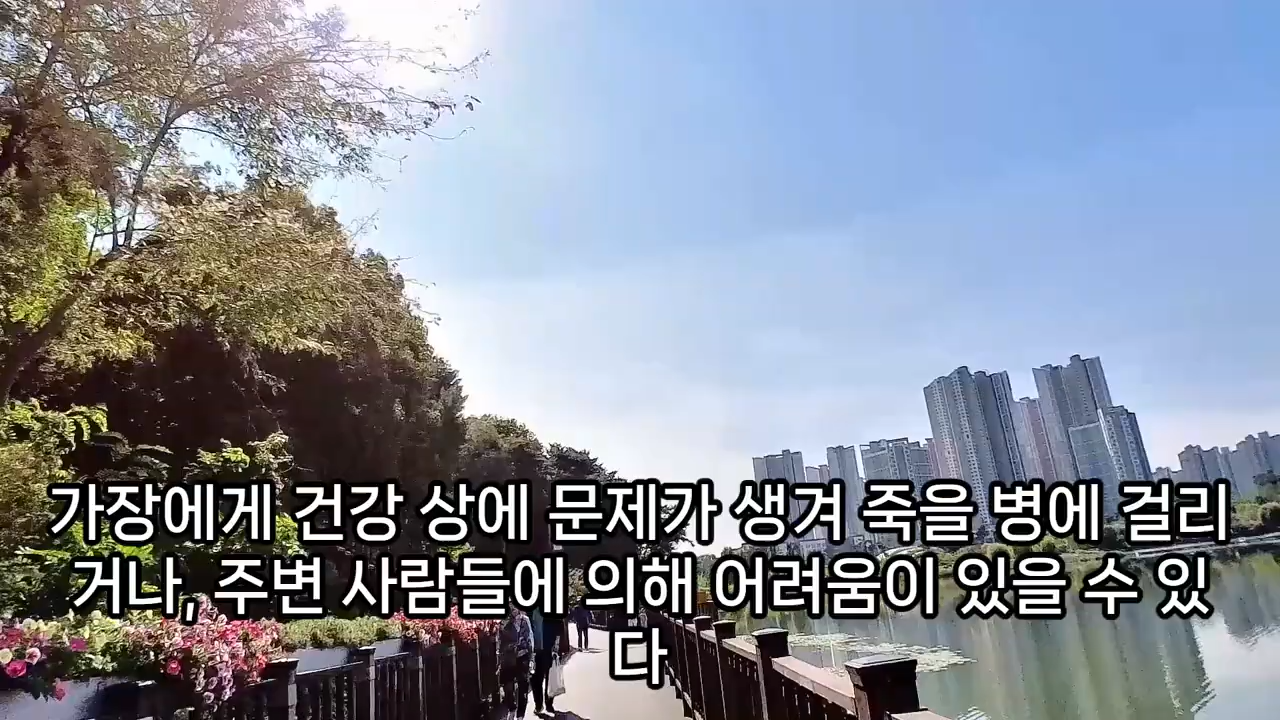 가장에게 건강 상에 문제가 생겨 죽을 병에 걸리
거나, 주변 사람들에 의해 어려움이 있을 수 있
다